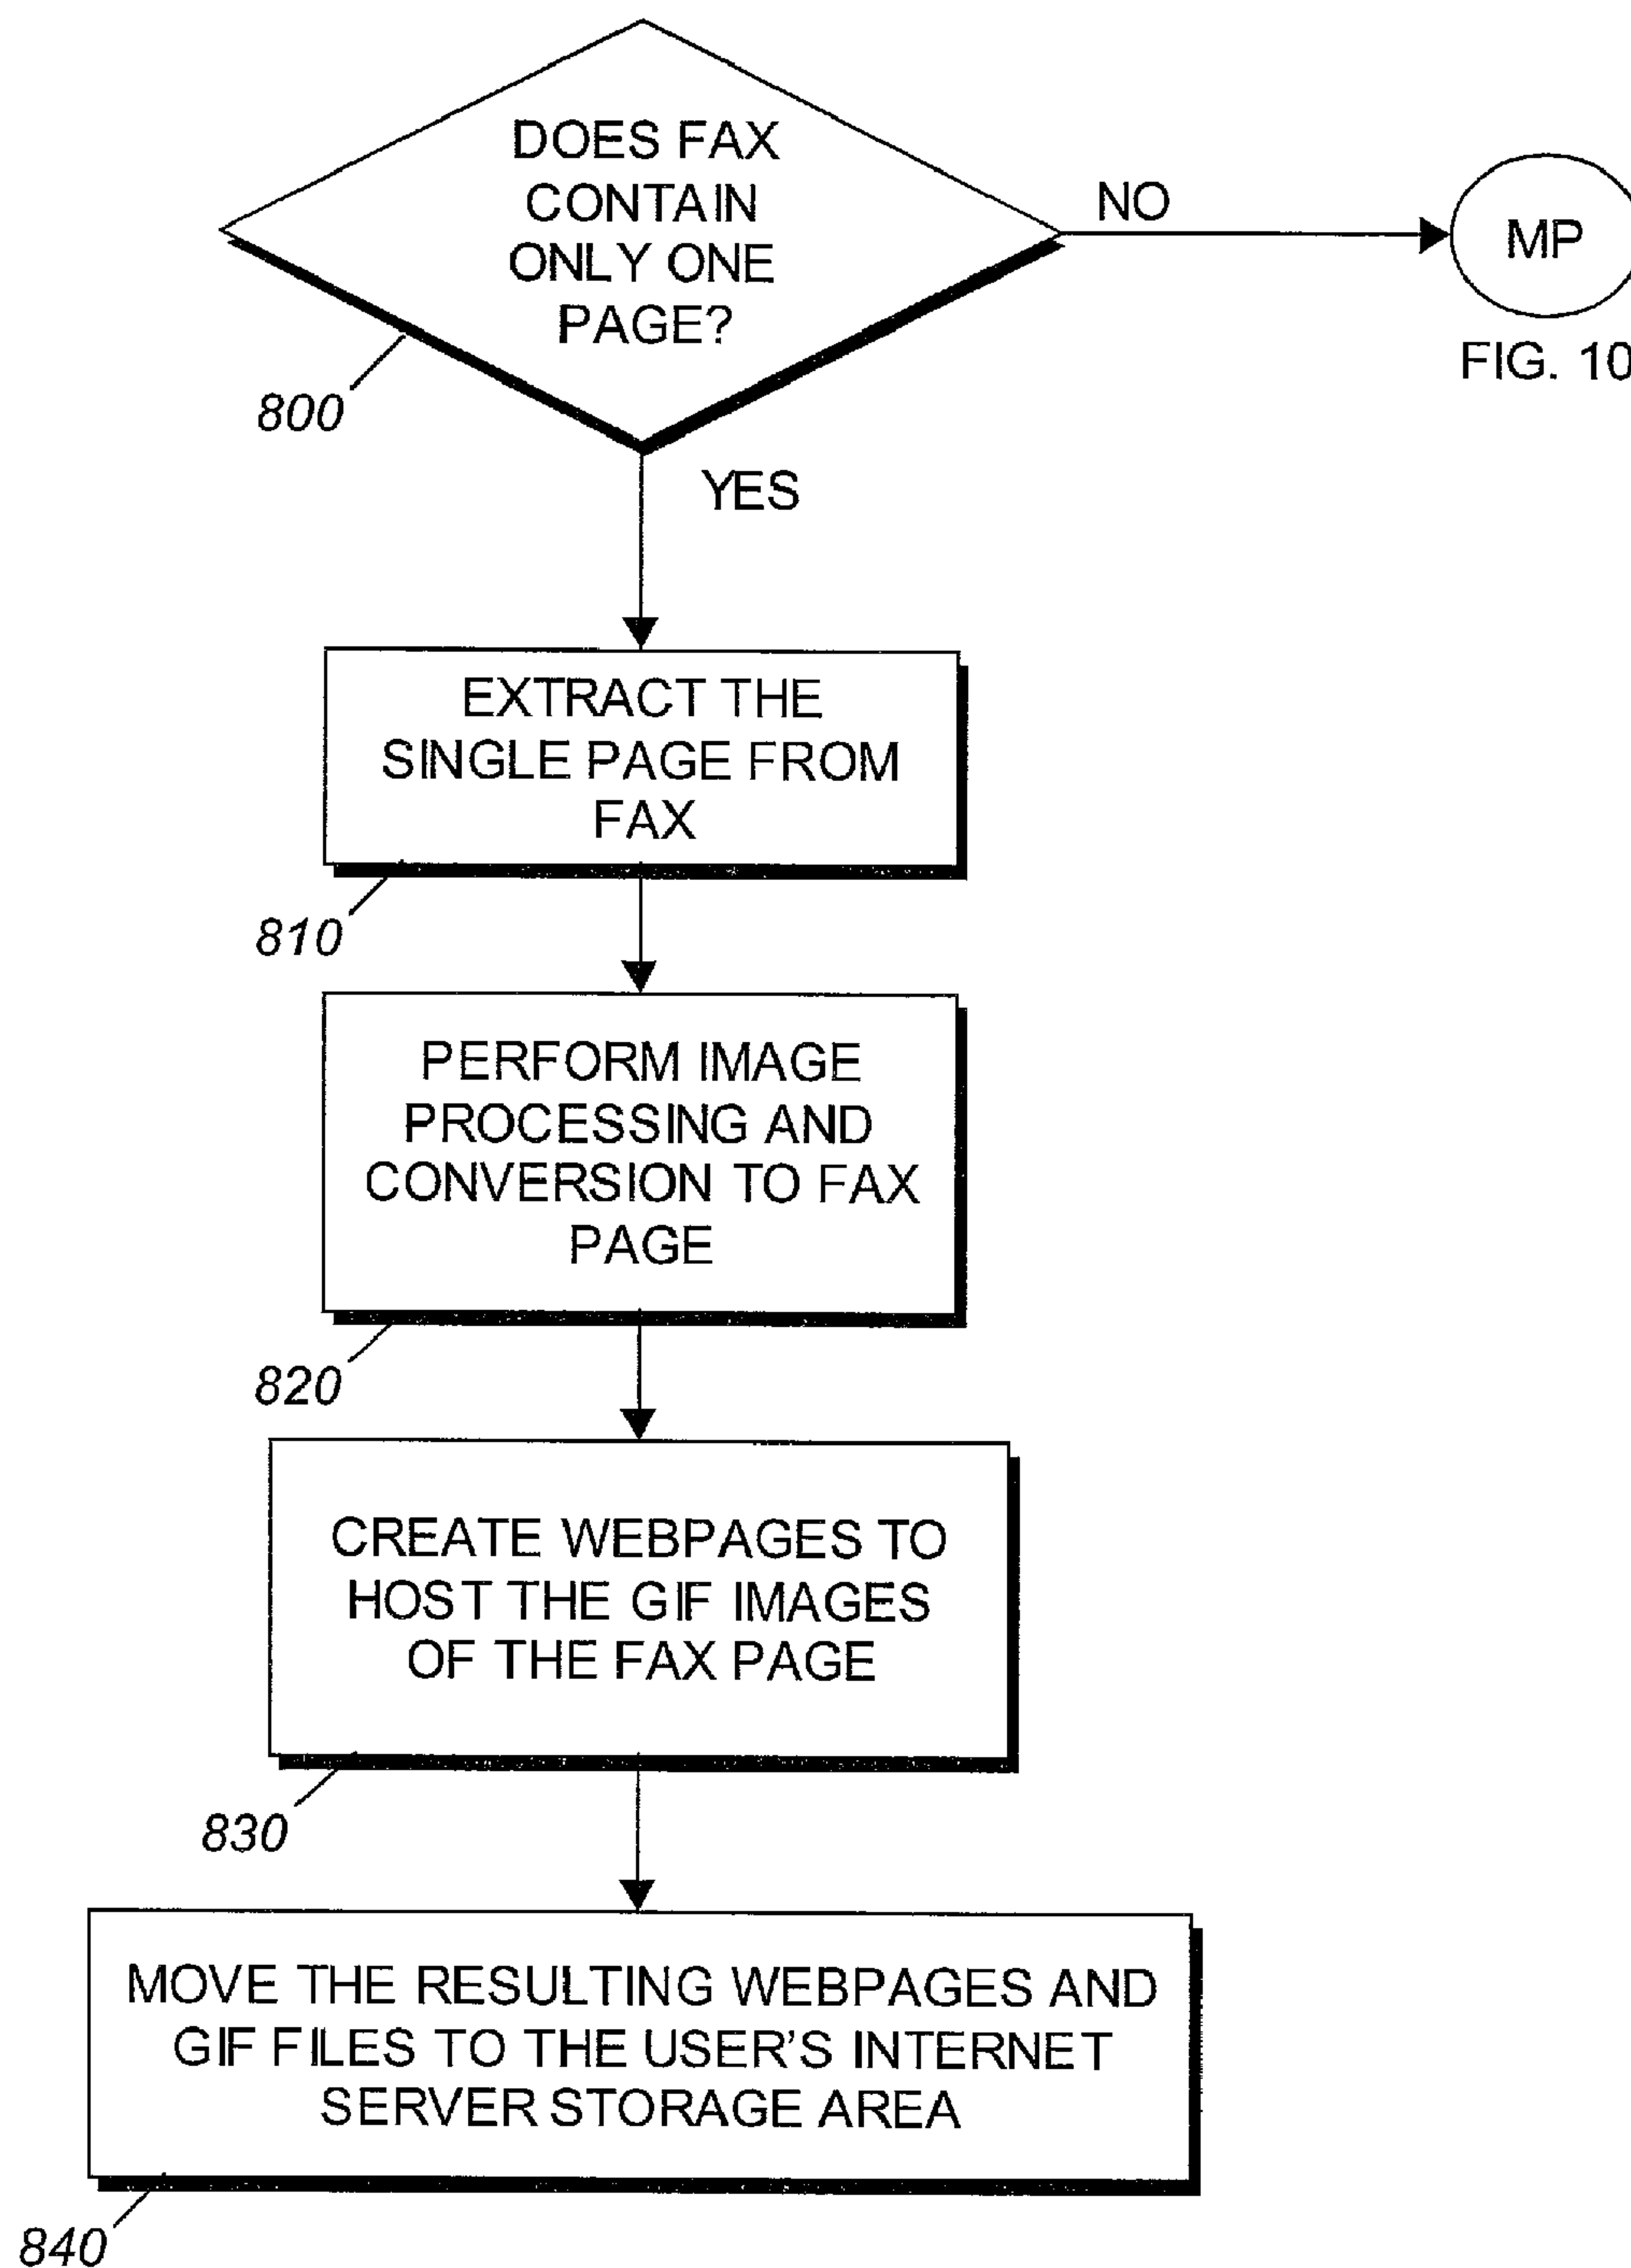 DOES FAX
CONTAIN
ONLY ONE
PAGE?
NO
MP
FIG. 10
800
YES
EXTRACT THE
SINGLE PAGE FROM
FAX
810
PERFORM IMAGE
PROCESSING AND
CONVERSION TO FAX
PAGE
820
CREATE WEBPAGES TO
HOST THE GIF IMAGES
OF THE FAX PAGE
830
MOVE THE RESULTING WEBPAGES AND
GIF FILES TO THE USER'S INTERNET
SERVER STORAGE AREA
840